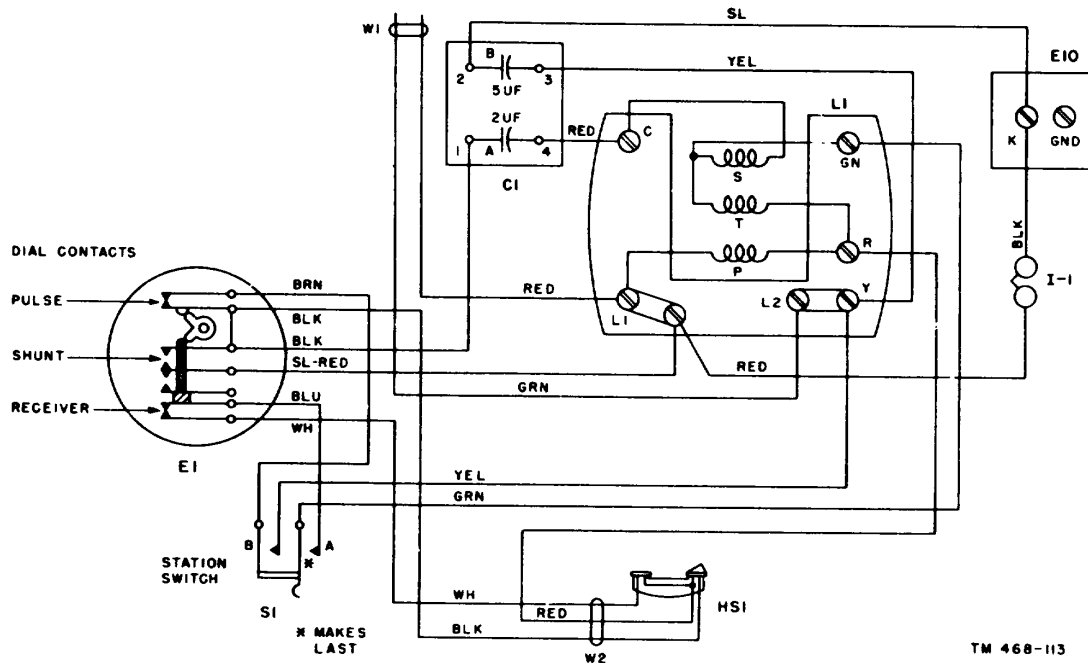 SL
W1
B
2
3
YEL
5UF
2UF
RED
1
A
4
C
C1
L1
GN
S
T
R
P
E10
K
GND
BLK
I-1
DIAL CONTACTS
PULSE
SHUNT
RECEIVER
BRN
BLK
BLK
SL-RED
BLU
WH
E1
RED
L1
L2
Y
RED
GRN
YEL
GRN
B
A
*
STATION
SWITCH
S1
* MAKES
LAST
WH
RED
BLK
W2
HS1
TM 468-113